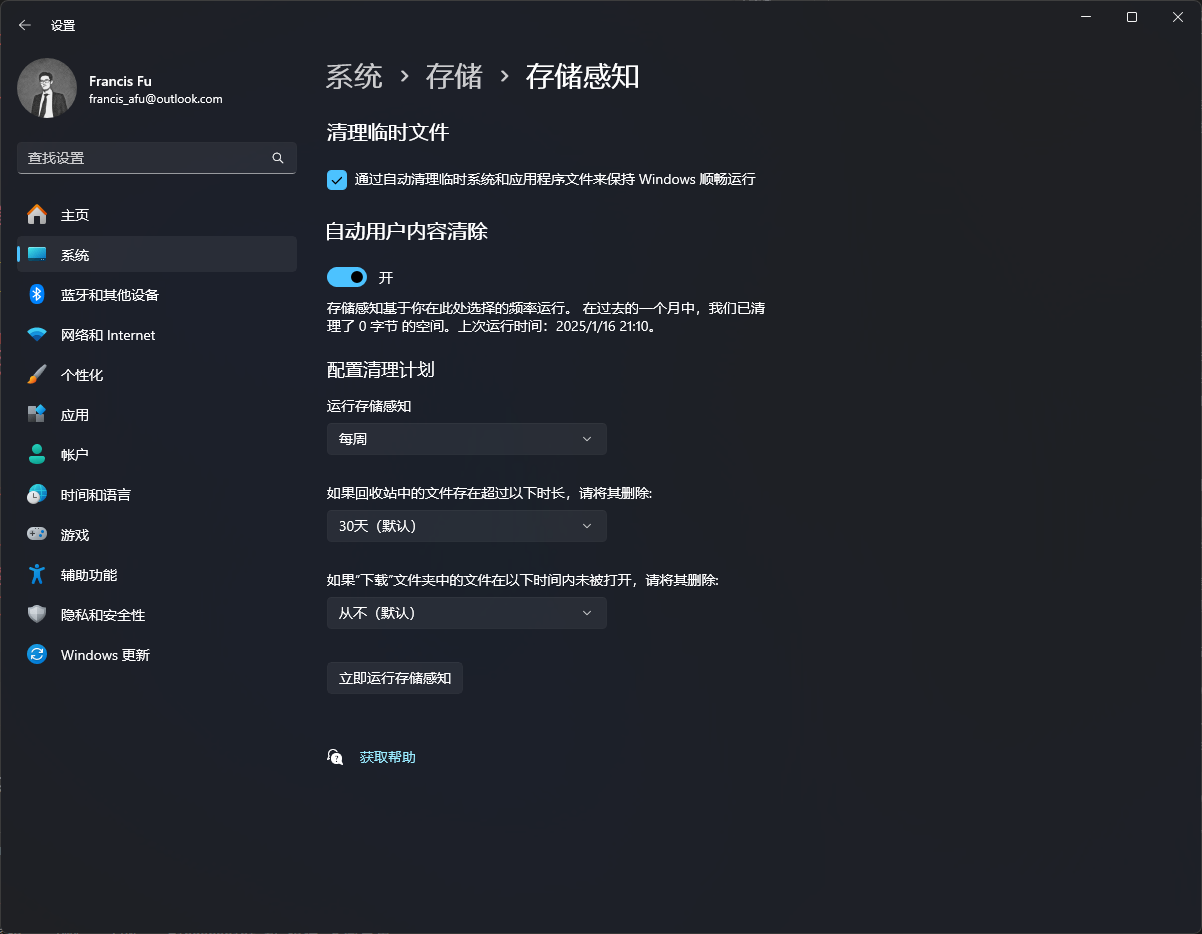 设置
Francis Fu
francis_afu@outlook.com
查找设置
主页
系统
蓝牙和其他设备
网络和 Internet
个性化
应用
帐户
时间和语言
游戏
辅助功能
隐私和安全性
Windows 更新
系统 › 存储 › 存储感知
清理临时文件
通过自动清理临时系统和应用程序文件来保持 Windows 顺畅运行
自动用户内容清除
开
存储感知基于你在此处选择的频率运行。 在过去的一个月中，我们已清
理了 0 字节 的空间。上次运行时间：2025/1/16 21:10。
配置清理计划
运行存储感知
每周
如果回收站中的文件存在超过以下时长，请将其删除:
30天（默认）
如果“下载”文件夹中的文件在以下时间内未被打开，请将其删除:
从不（默认）
立即运行存储感知
获取帮助